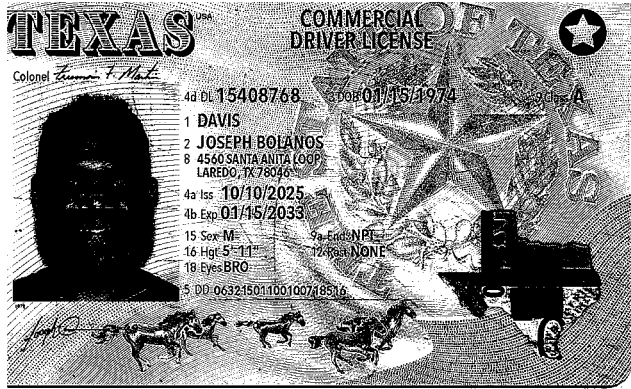 TEXAS USA
COMMERCIAL
DRIVER LICENSE
Colonel Freeman F. Martin
4d DL 15408768 3 DOB 01/15/1974 9 Class A
1 DAVIS
2 JOSEPH BOLANOS
8 4560 SANTA ANITA LOOP
LAREDO, TX 78046
4a Iss 10/10/2025
4b Exp 01/15/2033
15 Sex M 9a End NPT
16 Hgt 5'-11" 12 Rest NONE
18 Eyes BRO
5 DD 06321501100100718516